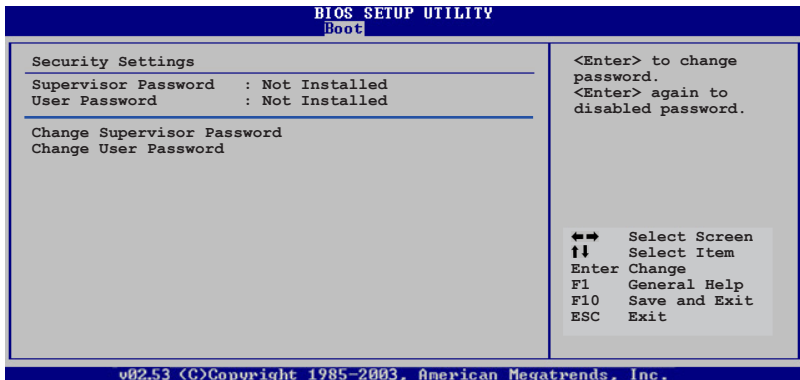 BIOS SETUP UTILITY
Boot
Security Settings
Supervisor Password : Not Installed
User Password : Not Installed
Change Supervisor Password
Change User Password
<Enter> to change
password.
<Enter> again to
disabled password.
←→ Select Screen
↑↓ Select Item
Enter Change
F1 General Help
F10 Save and Exit
ESC Exit
v02.53 (C)Copyright 1985-2003, American Megatrends, Inc.